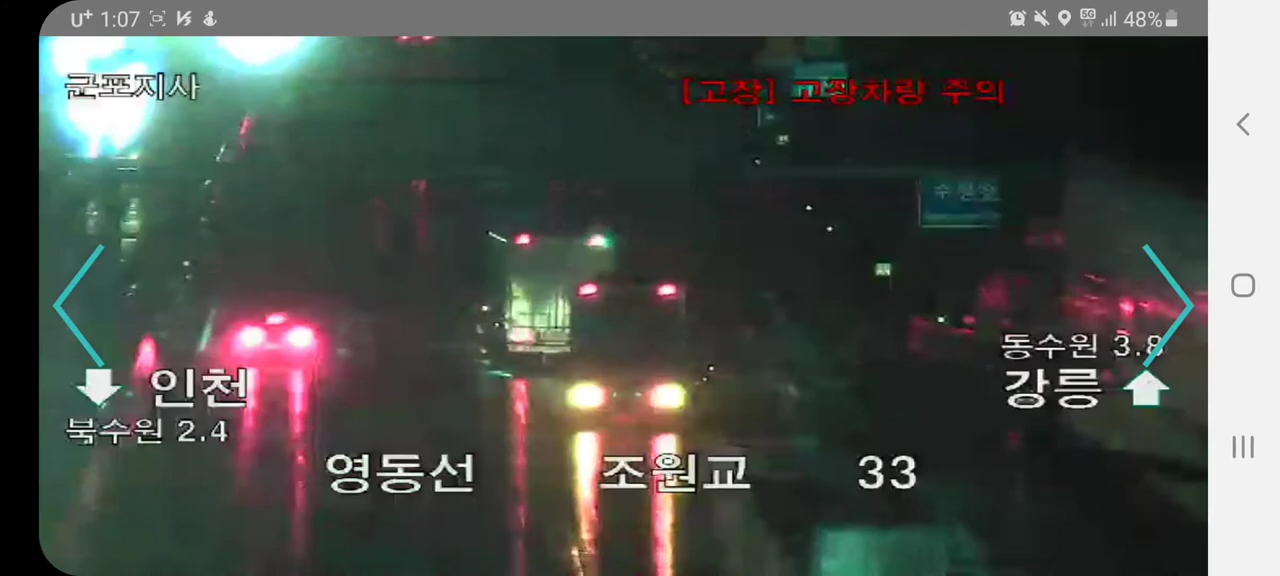 U+ 1:07
5G 48%
군포지사
[고장] 고장차량 주의
수원
동수원 3.8
인천
강릉
북수원 2.4
영동선 조원교 33